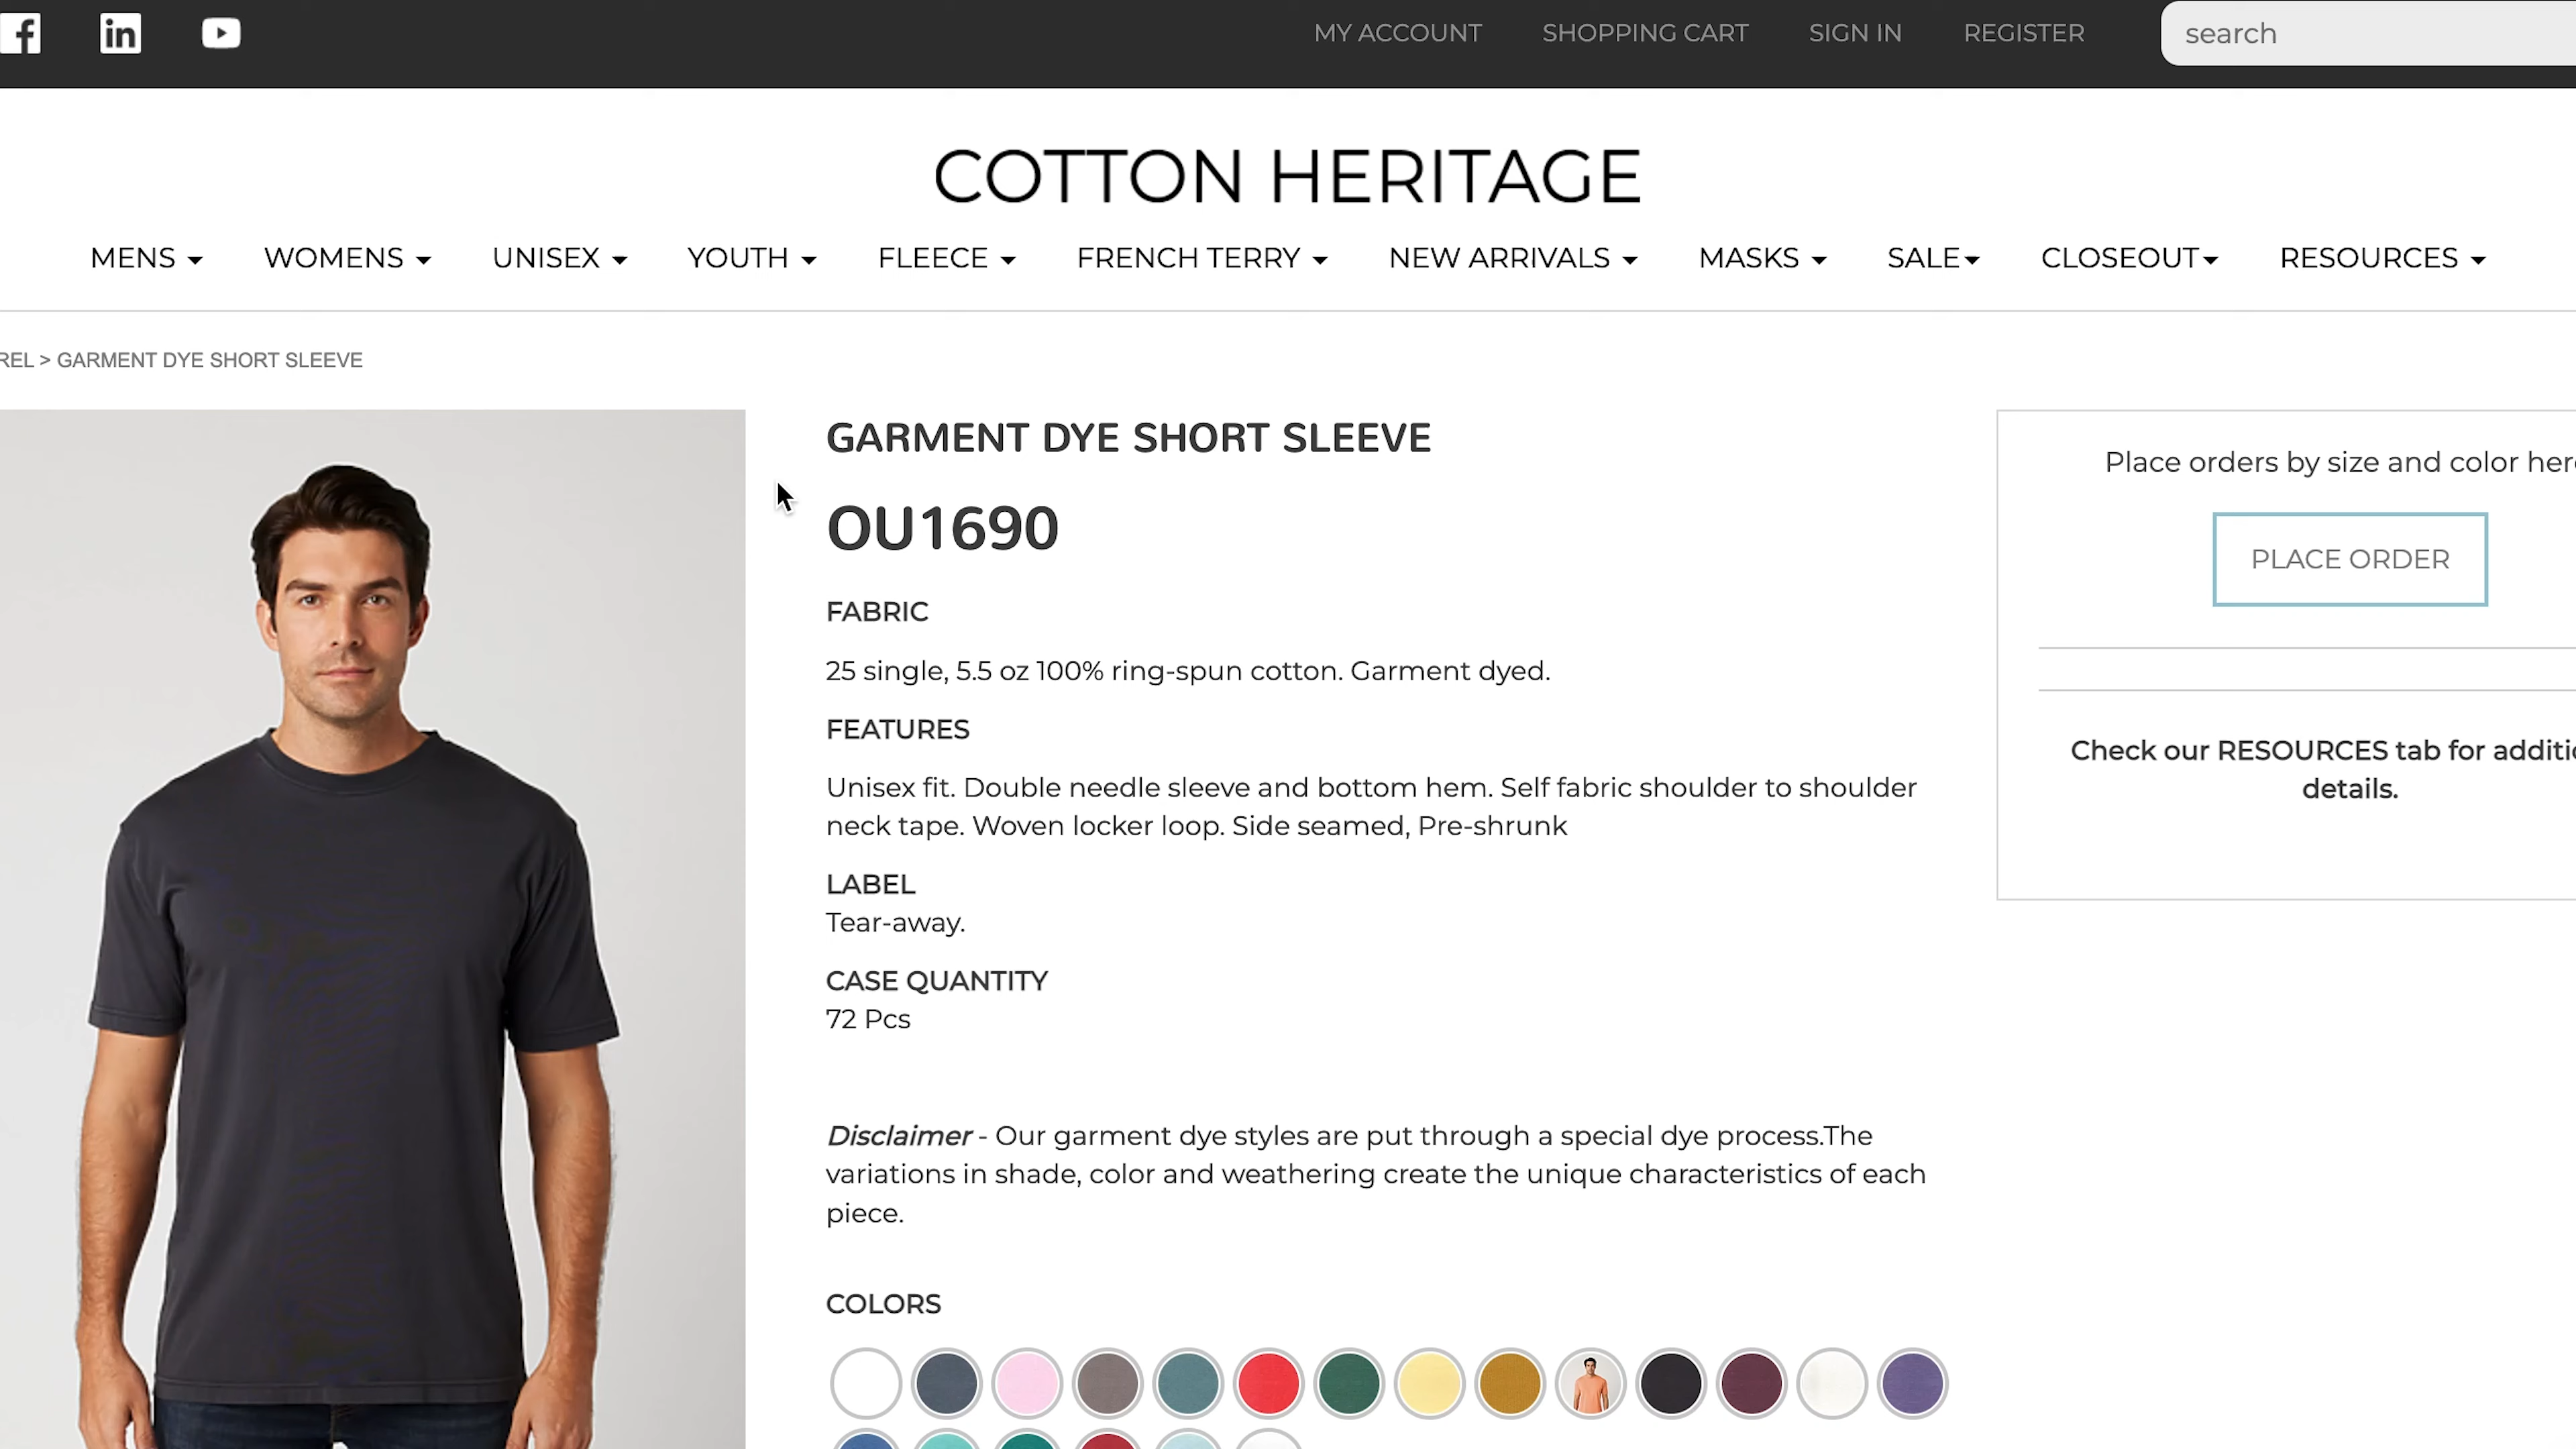 MY ACCOUNT SHOPPING CART SIGN IN REGISTER search
COTTON HERITAGE
MENS WOMENS UNISEX YOUTH FLEECE FRENCH TERRY NEW ARRIVALS MASKS SALE CLOSEOUT RESOURCES
> GARMENT DYE SHORT SLEEVE
GARMENT DYE SHORT SLEEVE
OU1690
FABRIC
25 single, 5.5 oz 100% ring-spun cotton. Garment dyed.
FEATURES
Unisex fit. Double needle sleeve and bottom hem. Self fabric shoulder to shoulder
neck tape. Woven locker loop. Side seamed, Pre-shrunk
LABEL
Tear-away.
CASE QUANTITY
72 Pcs
Disclaimer - Our garment dye styles are put through a special dye process.The
variations in shade, color and weathering create the unique characteristics of each
piece.
COLORS
Place orders by size and color
PLACE ORDER
Check our RESOURCES tab for
details.